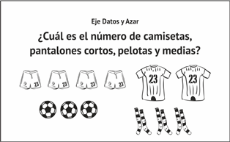 Eje Datos y Azar
¿Cuál es el número de camisetas,
pantalones cortos, pelotas y medias?
23 23